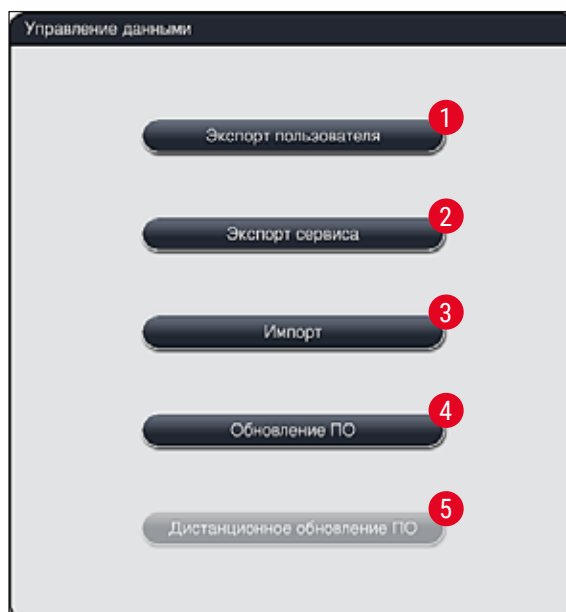 Управление данными
1
Экспорт пользователя
2
Экспорт сервиса
3
Импорт
4
Обновление ПО
5
Дистанционное обновление ПО